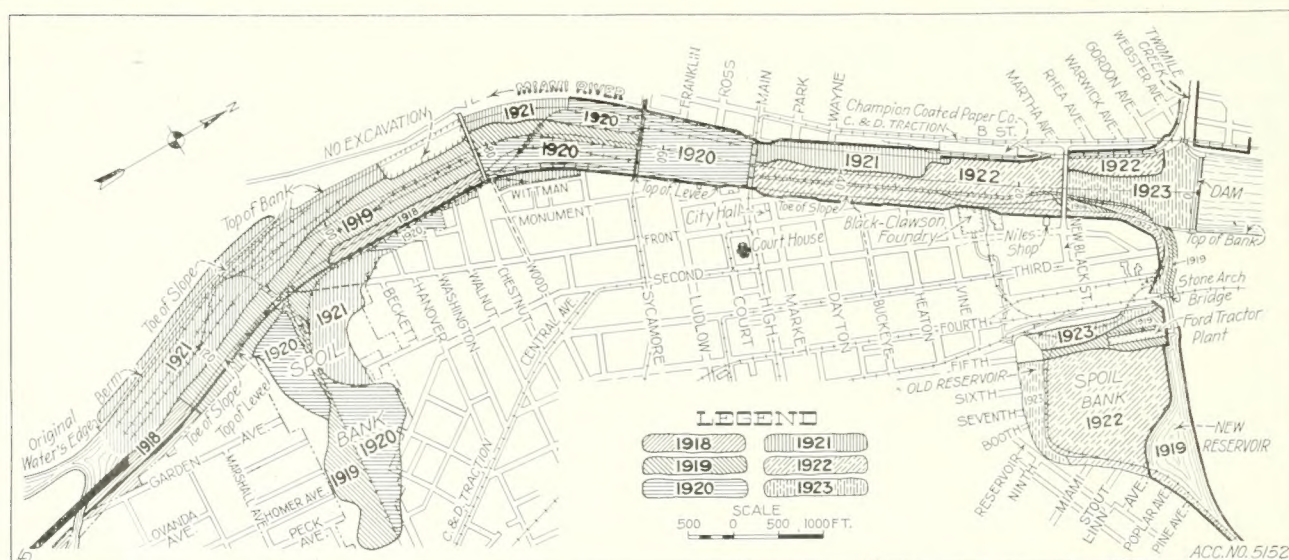 MIAMI RIVER
NO EXCAVATION
N
1921
1920
1920
1920
1919
1918
1920
1921
1918
1921
1922
1922
1923
FRANKLIN
ROSS
MAIN
PARK
WAYNE
Champion Coated Paper Co.
C. & D. TRACTION
B ST.
MARTHA AVE.
RHEA AVE.
WARWICK AVE.
GORDON AVE.
WEBSTER AVE.
TWOMILE
CREEK
DAM
Top of Bank
1919
Stone Arch
Bridge
Ford Tractor
Plant
Top of Bank
Toe of Slope
Berm
Original
Water's Edge
Toe of Slope
Top of Levee
Top of Levee
Toe of Slope
City Hall
Court House
Black-Clawson
Foundry
Niles
Shop
NEW BLACK ST.
WITTMAN
MONUMENT
FRONT
SECOND
THIRD
FOURTH
FIFTH
OLD RESERVOIR
SIXTH
SEVENTH
BOOTH
RESERVOIR
NINTH
MIAMI
STOUT
LINN
AVE.
POPLAR AVE.
PINE AVE.
BECKETT
HANOVER
WASHINGTON
WALNUT
CHESTNUT
WOOD
CENTRAL AVE.
SYCAMORE
LUDLOW
COURT
HIGH
MARKET
DAYTON
BUCKEYE
HEATON
VINE
1921
1920
SPOIL
BANK
1920
1919
GARDEN AVE.
MARSHALL AVE.
HOMER AVE.
OVANDA
AVE.
PECK
AVE.
C. & D. TRACTION
1923
1923
SPOIL
BANK
1922
1919
NEW
RESERVOIR
LEGEND
1918 1921
1919 1922
1920 1923
SCALE
500 0 500 1000 FT.
ACC. NO. 5152